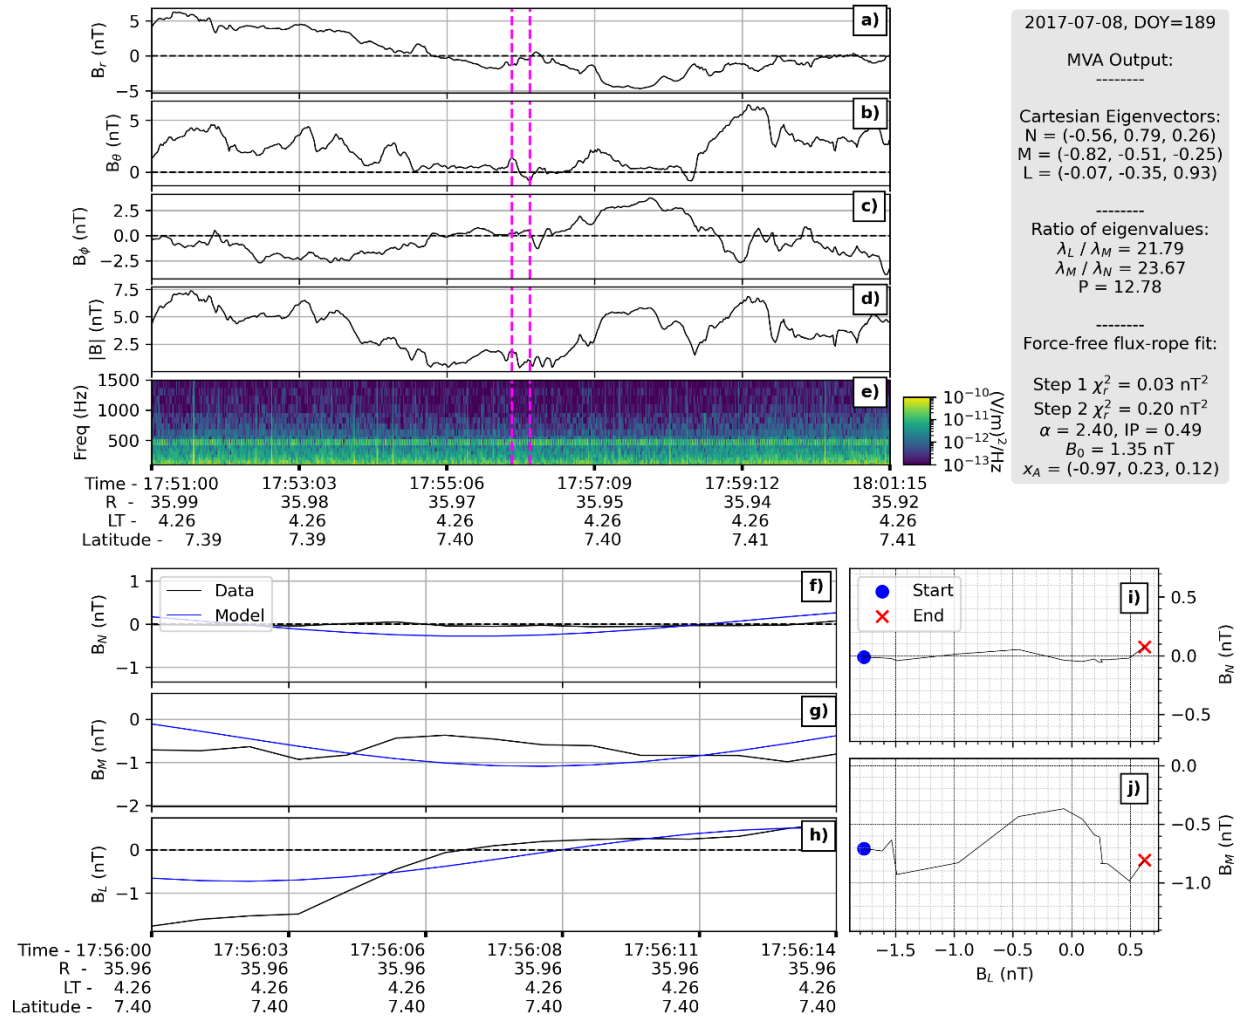 a)
5
0
−5
B_r (nT)
b)
5
0
B_θ (nT)
c)
2.5
0.0
−2.5
B_ϕ (nT)
d)
7.5
5.0
2.5
|B| (nT)
e)
1500
1000
500
Freq (Hz)
10^−10
10^−11
10^−12
10^−13
(V/m)^2/Hz
Time - 17:51:00 17:53:03 17:55:06 17:57:09 17:59:12 18:01:15
R - 35.99 35.98 35.97 35.95 35.94 35.92
LT - 4.26 4.26 4.26 4.26 4.26 4.26
Latitude - 7.39 7.39 7.40 7.40 7.41 7.41
2017-07-08, DOY=189
MVA Output:
--------
Cartesian Eigenvectors:
N = (-0.56, 0.79, 0.26)
M = (-0.82, -0.51, -0.25)
L = (-0.07, -0.35, 0.93)
--------
Ratio of eigenvalues:
λ_L / λ_M = 21.79
λ_M / λ_N = 23.67
P = 12.78
--------
Force-free flux-rope fit:
Step 1 χ_r^2 = 0.03 nT^2
Step 2 χ_r^2 = 0.20 nT^2
α = 2.40, IP = 0.49
B_0 = 1.35 nT
x_A = (-0.97, 0.23, 0.12)
Data
Model
f)
1
0
−1
B_N (nT)
g)
0
−1
−2
B_M (nT)
h)
0
−1
B_L (nT)
Time - 17:56:00 17:56:03 17:56:06 17:56:08 17:56:11 17:56:14
R - 35.96 35.96 35.96 35.96 35.96 35.96
LT - 4.26 4.26 4.26 4.26 4.26 4.26
Latitude - 7.40 7.40 7.40 7.40 7.40 7.40
Start
End
i)
0.5
0.0
−0.5
B_N (nT)
j)
0.0
−0.5
−1.0
B_M (nT)
−1.5 −1.0 −0.5 0.0 0.5
B_L (nT)